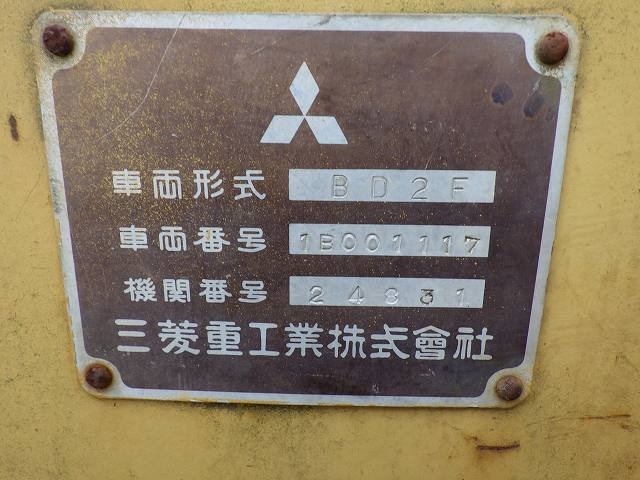 車両形式 BD2F
車両番号 1B001117
機関番号 24831
三菱重工業株式會社